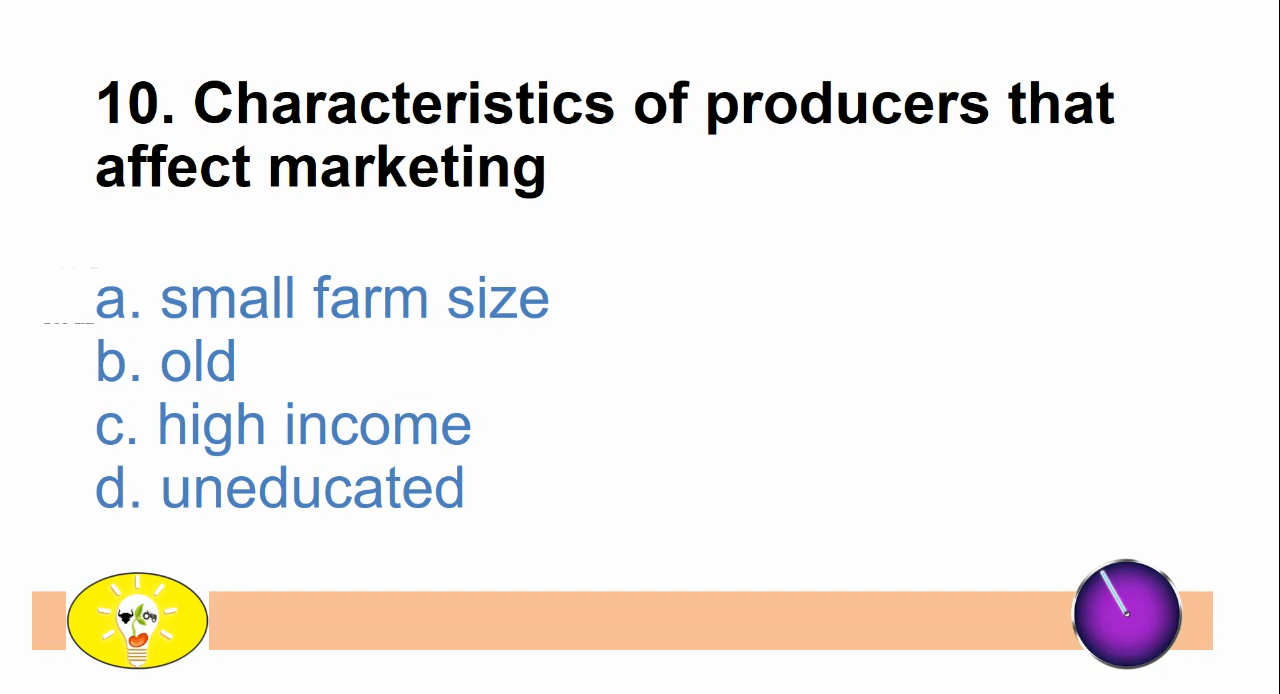 10. Characteristics of producers that
affect marketing
a. small farm size
b. old
c. high income
d. uneducated